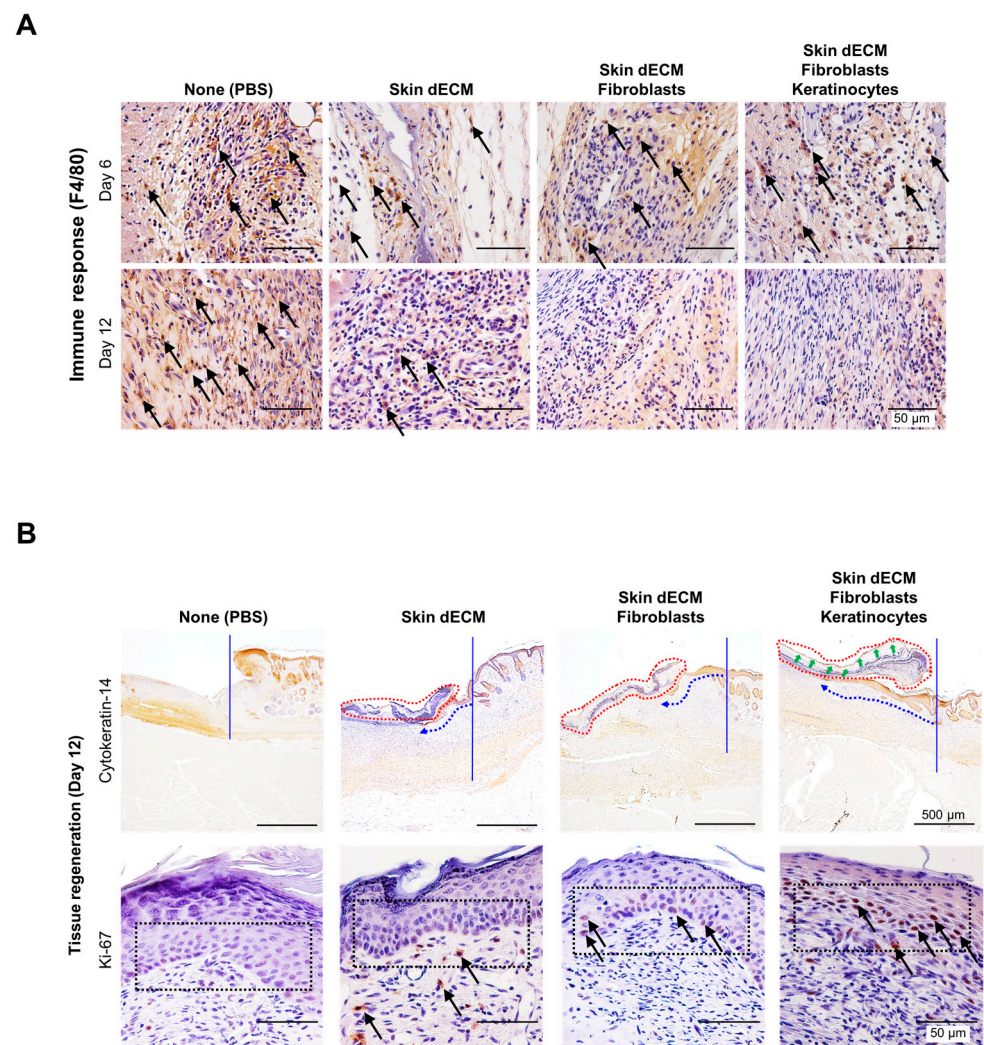 A
None (PBS)
Skin dECM
Skin dECM
Fibroblasts
Skin dECM
Fibroblasts
Keratinocytes
Immune response (F4/80)
Day 6
Day 12
50 µm
B
None (PBS)
Skin dECM
Skin dECM
Fibroblasts
Skin dECM
Fibroblasts
Keratinocytes
Tissue regeneration (Day 12)
Cytokeratin-14
500 µm
Ki-67
50 µm